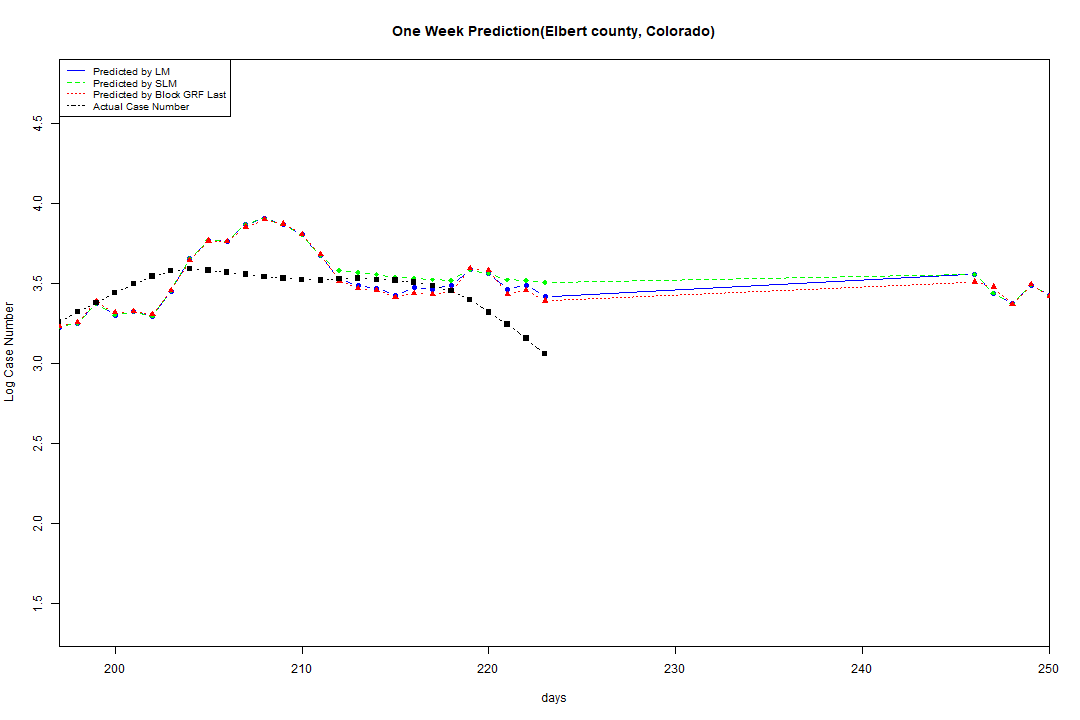 One Week Prediction(Elbert county, Colorado)
Predicted by LM
Predicted by SLM
Predicted by Block GRF Last
Actual Case Number
4.5
4.0
3.5
3.0
2.5
2.0
1.5
Log Case Number
200 210 220 230 240 250
days